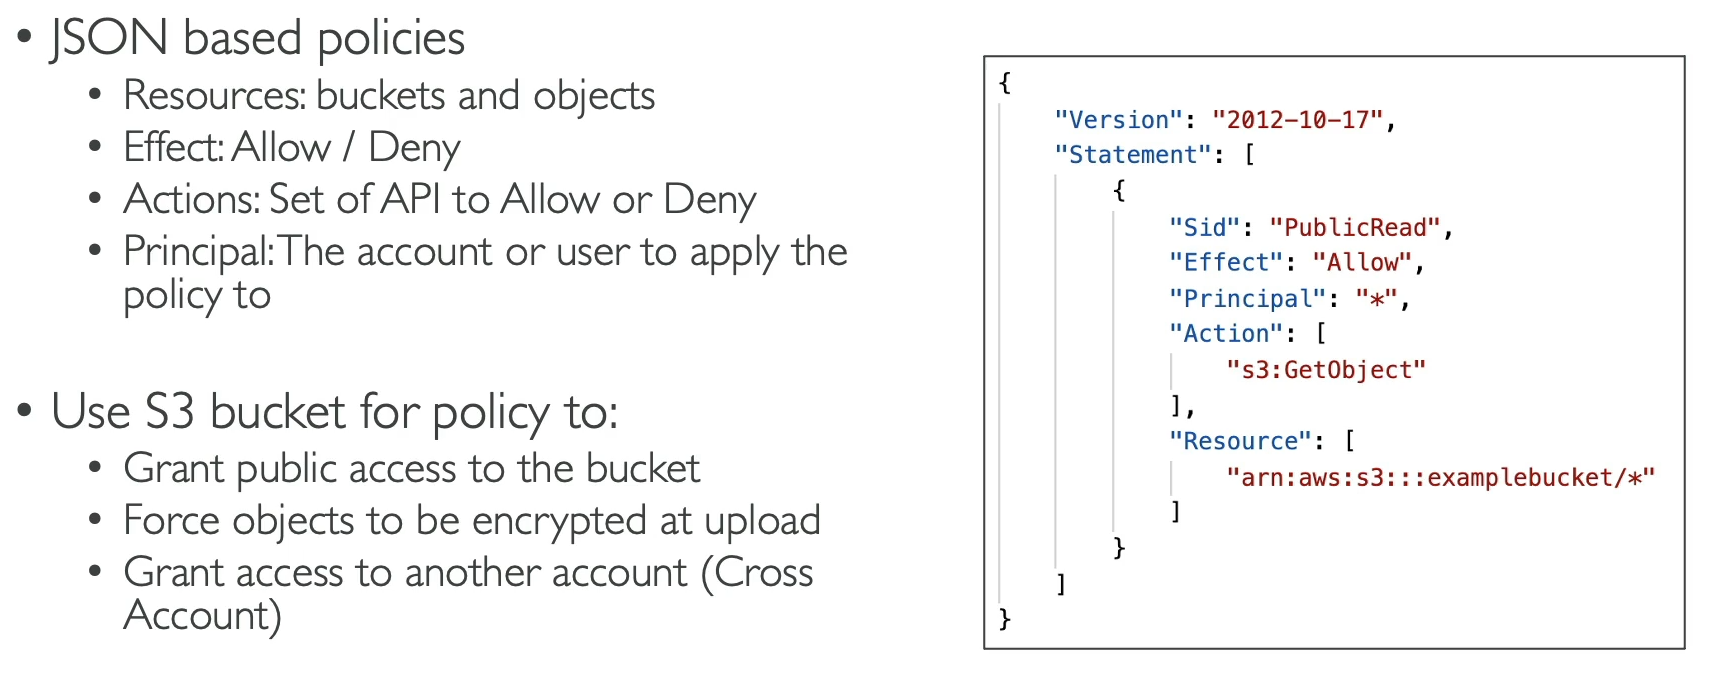 • JSON based policies
• Resources: buckets and objects
• Effect: Allow / Deny
• Actions: Set of API to Allow or Deny
• Principal: The account or user to apply the
policy to
• Use S3 bucket for policy to:
• Grant public access to the bucket
• Force objects to be encrypted at upload
• Grant access to another account (Cross
Account)
{
"Version": "2012-10-17",
"Statement": [
{
"Sid": "PublicRead",
"Effect": "Allow",
"Principal": "*",
"Action": [
"s3:GetObject"
],
"Resource": [
"arn:aws:s3:::examplebucket/*"
]
}
]
}